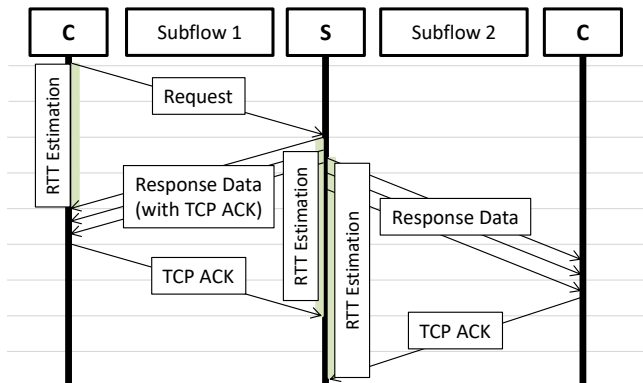 C
Subflow 1
S
Subflow 2
C
Request
RTT Estimation
Response Data
(with TCP ACK)
RTT Estimation
RTT Estimation
Response Data
TCP ACK
TCP ACK